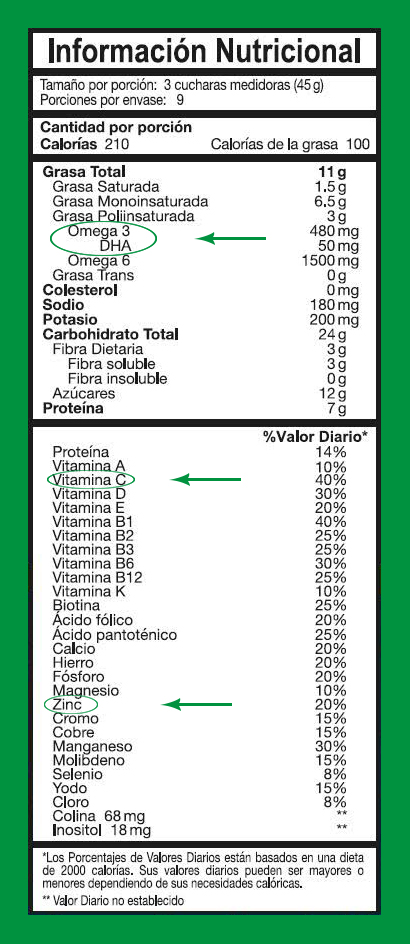 Información Nutricional
Tamaño por porción: 3 cucharas medidoras (45 g)
Porciones por envase: 9
Cantidad por porción
Calorías 210 Calorías de la grasa 100
Grasa Total 11 g
Grasa Saturada 1.5 g
Grasa Monoinsaturada 6.5 g
Grasa Poliinsaturada 3 g
Omega 3 480 mg
DHA 50 mg
Omega 6 1500 mg
Grasa Trans 0 g
Colesterol 0 mg
Sodio 180 mg
Potasio 200 mg
Carbohidrato Total 24 g
Fibra Dietaria 3 g
Fibra soluble 3 g
Fibra insoluble 0 g
Azúcares 12 g
Proteína 7 g
%Valor Diario*
Proteína 14%
Vitamina A 10%
Vitamina C 40%
Vitamina D 30%
Vitamina E 20%
Vitamina B1 40%
Vitamina B2 25%
Vitamina B3 25%
Vitamina B6 30%
Vitamina B12 25%
Vitamina K 10%
Biotina 25%
Ácido fólico 20%
Ácido pantoténico 25%
Calcio 20%
Hierro 20%
Fósforo 20%
Magnesio 10%
Zinc 20%
Cromo 15%
Cobre 15%
Manganeso 30%
Molibdeno 15%
Selenio 8%
Yodo 15%
Cloro 8%
Colina 68 mg **
Inositol 18 mg **
*Los Porcentajes de Valores Diarios están basados en una dieta
de 2000 calorías. Sus valores diarios pueden ser mayores o
menores dependiendo de sus necesidades calóricas.
** Valor Diario no establecido